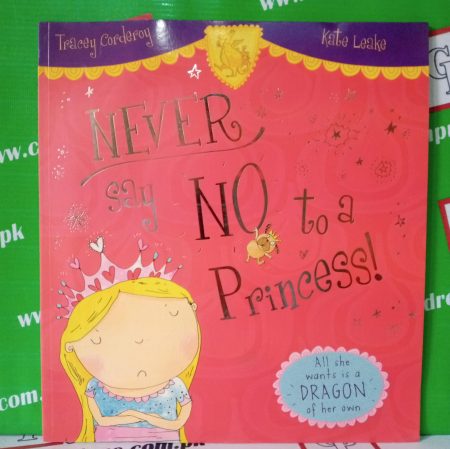 Tracey Corderoy
Kate Leake
NEVER
say NO to a
Princess!
All she
wants is a
DRAGON
of her own